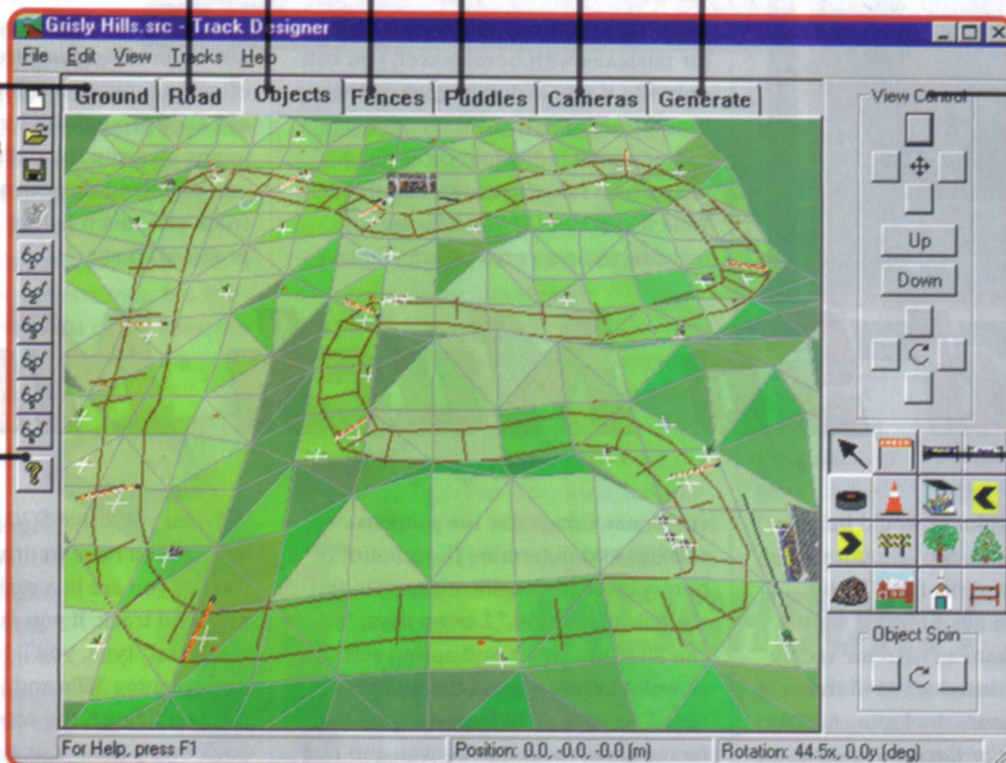 Grisly Hills.src - Track Designer
File Edit View Tracks Help
Ground Road Objects Fences Puddles Cameras Generate
View Control
Up
Down
CHECK
Object Spin
For Help, press F1
Position: 0.0, -0.0, -0.0 (m)
Rotation: 44.5x, 0.0y (deg)